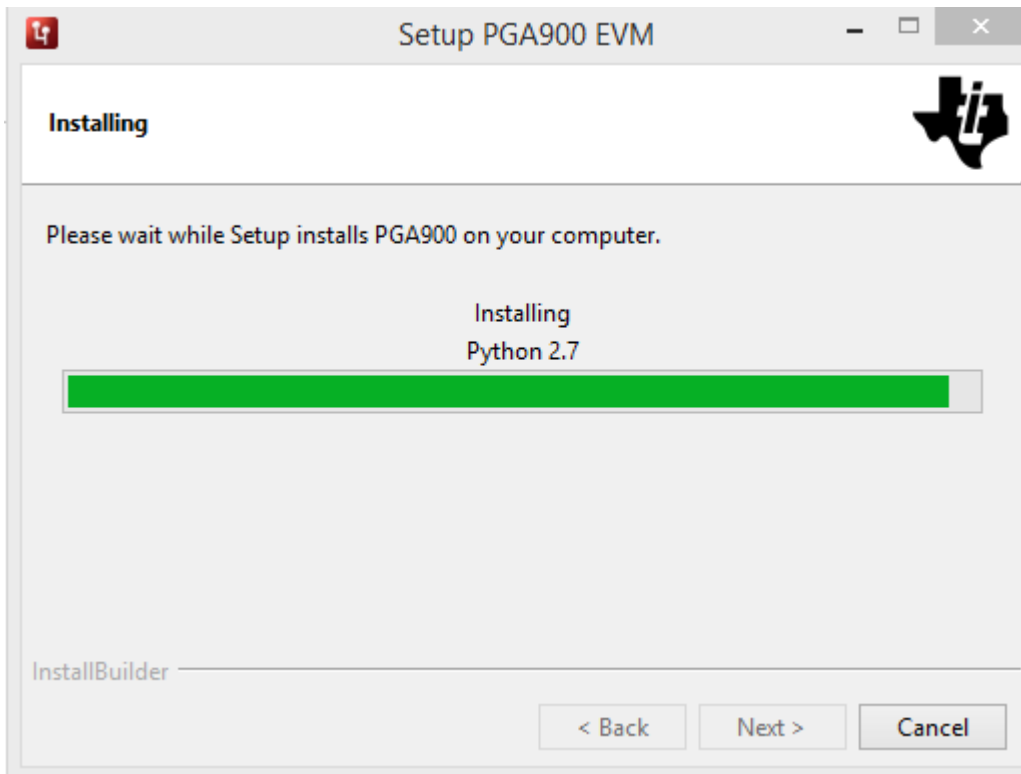 Setup PGA900 EVM
Installing
Please wait while Setup installs PGA900 on your computer.
Installing
Python 2.7
InstallBuilder
< Back
Next >
Cancel